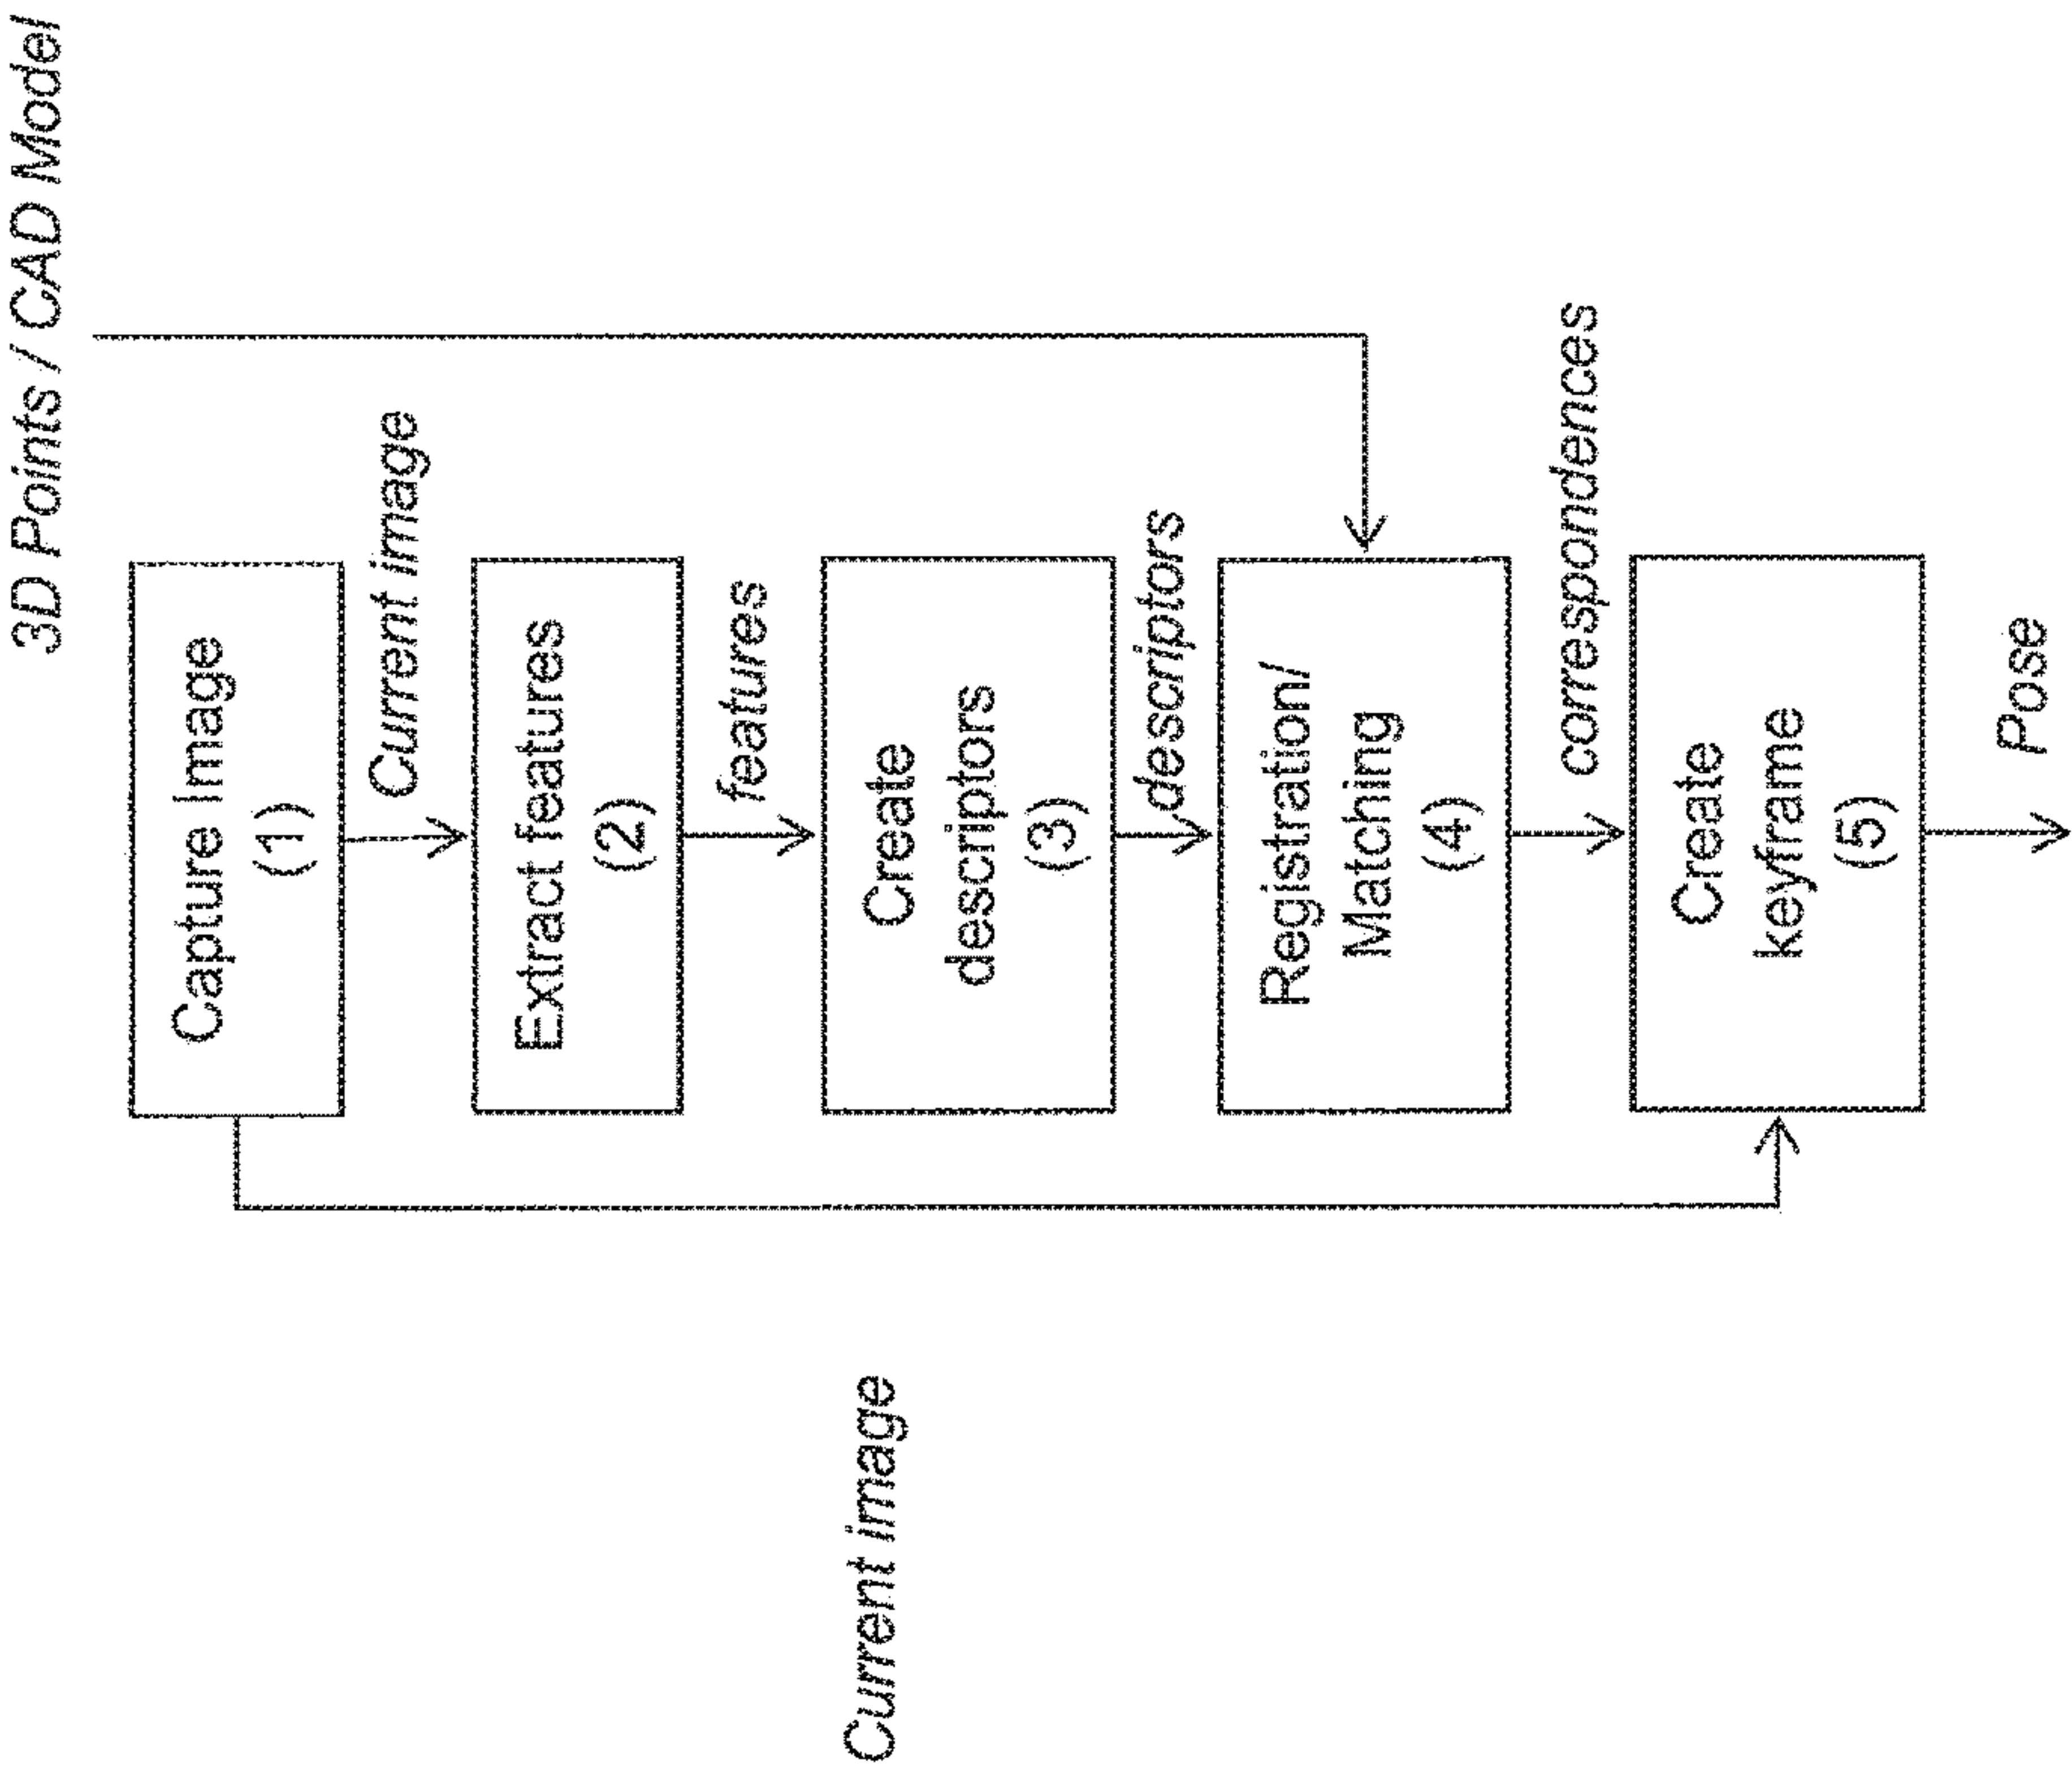 3D Points / CAD Model
Capture Image
(1)
Current image
Extract features
(2)
features
Create
descriptors
(3)
Current image
descriptors
Registration/
Matching
(4)
correspondences
Create
keyframe
(5)
Pose